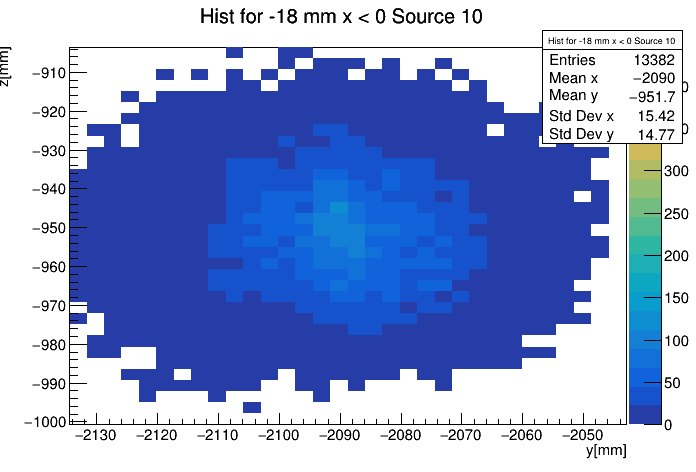 Hist for -18 mm x < 0 Source 10
z[mm]
Hist for -18 mm x < 0 Source 10
Entries 13382
Mean x −2090
Mean y −951.7
Std Dev x 15.42
Std Dev y 14.77
−910
−920
−930
−940
−950
−960
−970
−980
−990
−1000
300
250
200
150
100
50
0
−2130 −2120 −2110 −2100 −2090 −2080 −2070 −2060 −2050
y[mm]